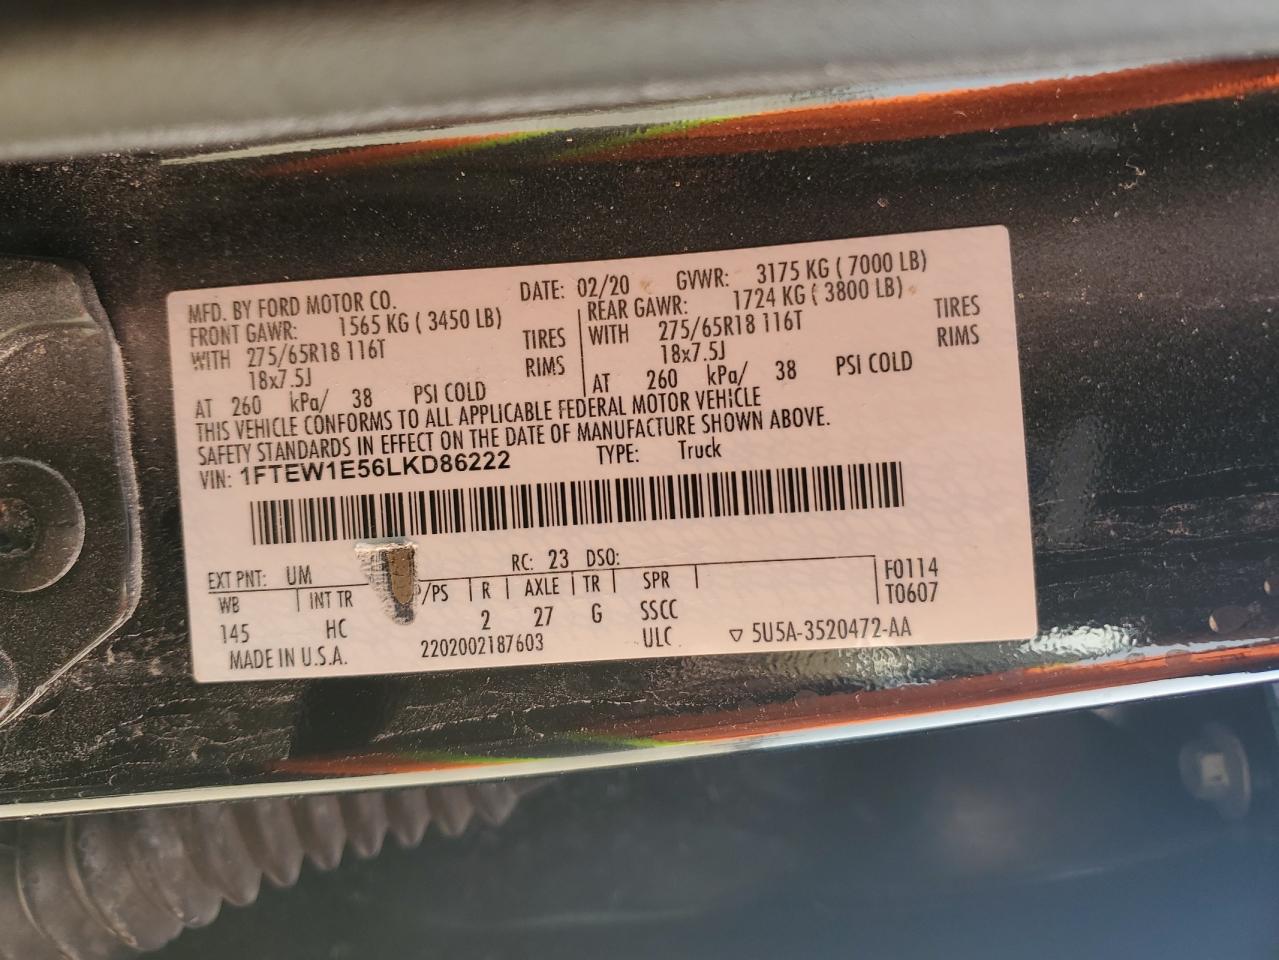 MFD. BY FORD MOTOR CO. DATE: 02/20 GVWR: 3175 KG ( 7000 LB)
FRONT GAWR: 1565 KG ( 3450 LB) REAR GAWR: 1724 KG ( 3800 LB)
WITH 275/65R18 116T TIRES WITH 275/65R18 116T TIRES
18x7.5J RIMS 18x7.5J RIMS
AT 260 kPa/ 38 PSI COLD AT 260 kPa/ 38 PSI COLD
THIS VEHICLE CONFORMS TO ALL APPLICABLE FEDERAL MOTOR VEHICLE
SAFETY STANDARDS IN EFFECT ON THE DATE OF MANUFACTURE SHOWN ABOVE.
VIN: 1FTEW1E56LKD86222 TYPE: Truck
EXT PNT: UM RC: 23 DSO:
WB INT TR /PS R AXLE TR SPR F0114
145 HC 2 27 G SSCC T0607
MADE IN U.S.A. 2202002187603 ULC ▽ 5U5A-3520472-AA